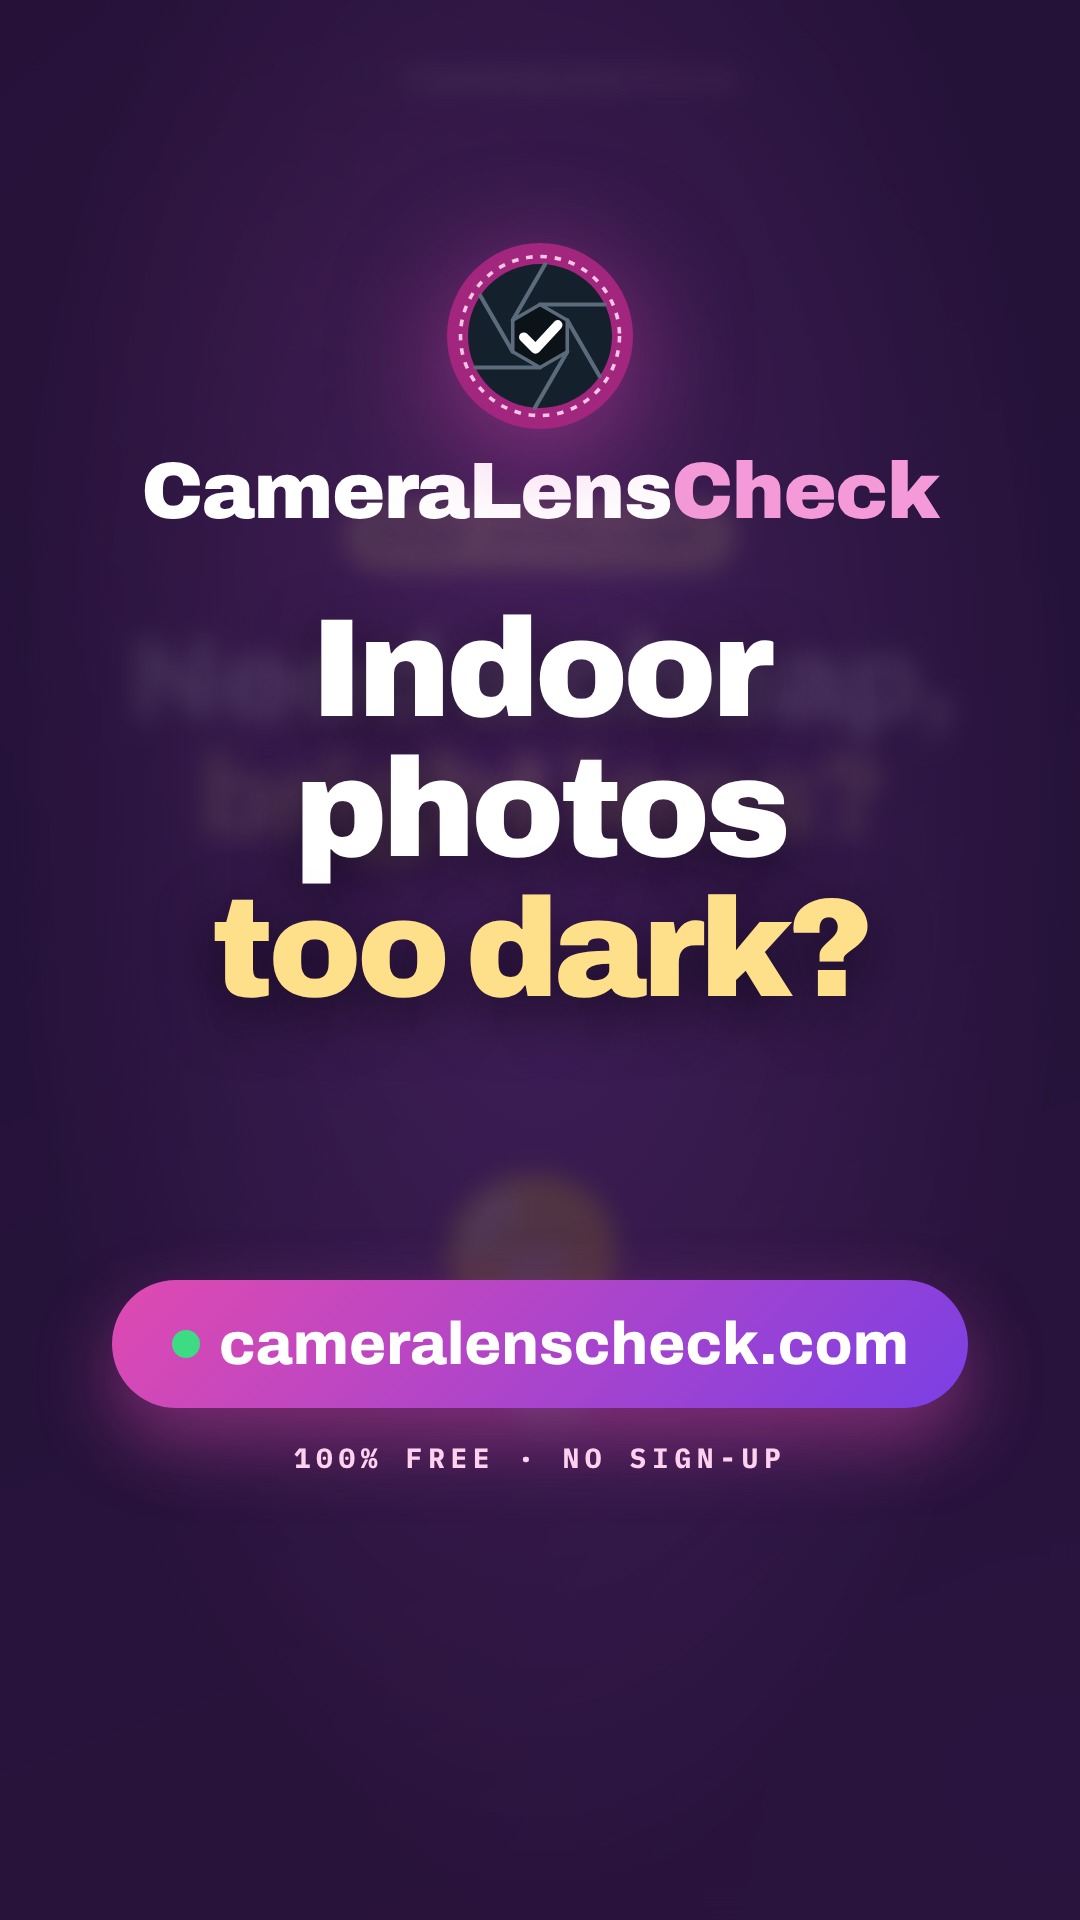 CameraLensCheck
Indoor
photos
too dark?
cameralenscheck.com
100% FREE · NO SIGN-UP